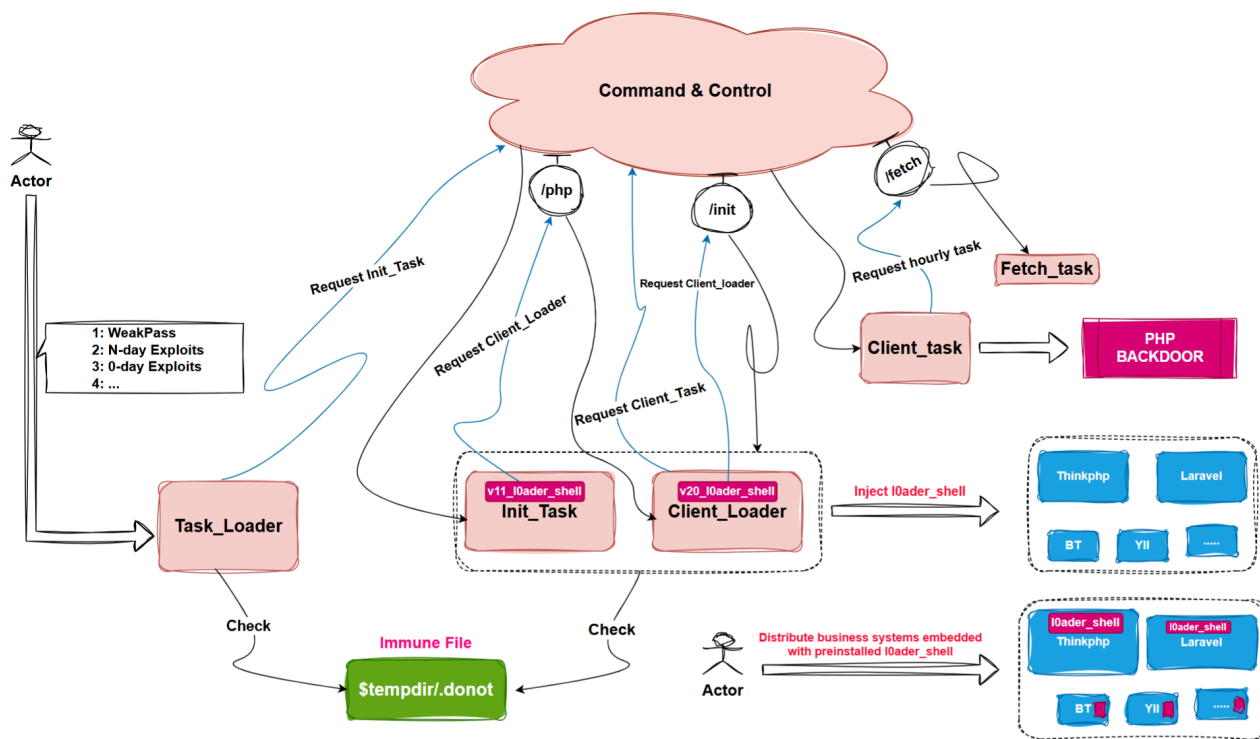 Command & Control
Actor
/php
/fetch
/init
Request Init_Task
Request hourly task
Fetch_task
Request Client_loader
1: WeakPass
2: N-day Exploits
3: 0-day Exploits
4: ...
Request Client_Loader
Client_task
PHP
BACKDOOR
Request Client_Task
Thinkphp
Laravel
v11_l0ader_shell
Init_Task
v20_l0ader_shell
Client_Loader
Inject l0ader_shell
Task_Loader
BT
YII
.....
Check
Check
Immune File
$tempdir/.donot
Actor
Distribute business systems embedded
with preinstalled l0ader_shell
l0ader_shell
Thinkphp
l0ader_shell
Laravel
BT
YII
.....